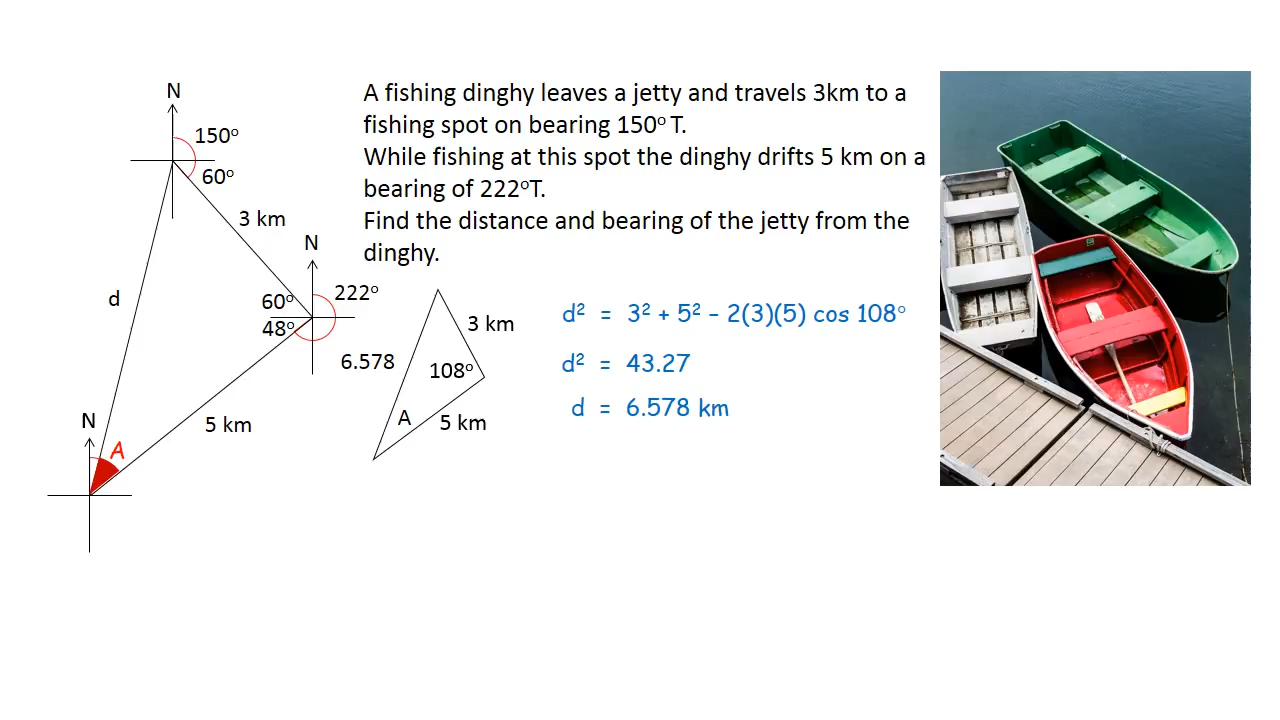 A fishing dinghy leaves a jetty and travels 3km to a
fishing spot on bearing 150° T.
While fishing at this spot the dinghy drifts 5 km on a
bearing of 222°T.
Find the distance and bearing of the jetty from the
dinghy.
N
150°
60°
3 km
N
d
60°
222°
48°
5 km
N
A
3 km
6.578
108°
A
5 km
d² = 3² + 5² – 2(3)(5) cos 108°
d² = 43.27
d = 6.578 km